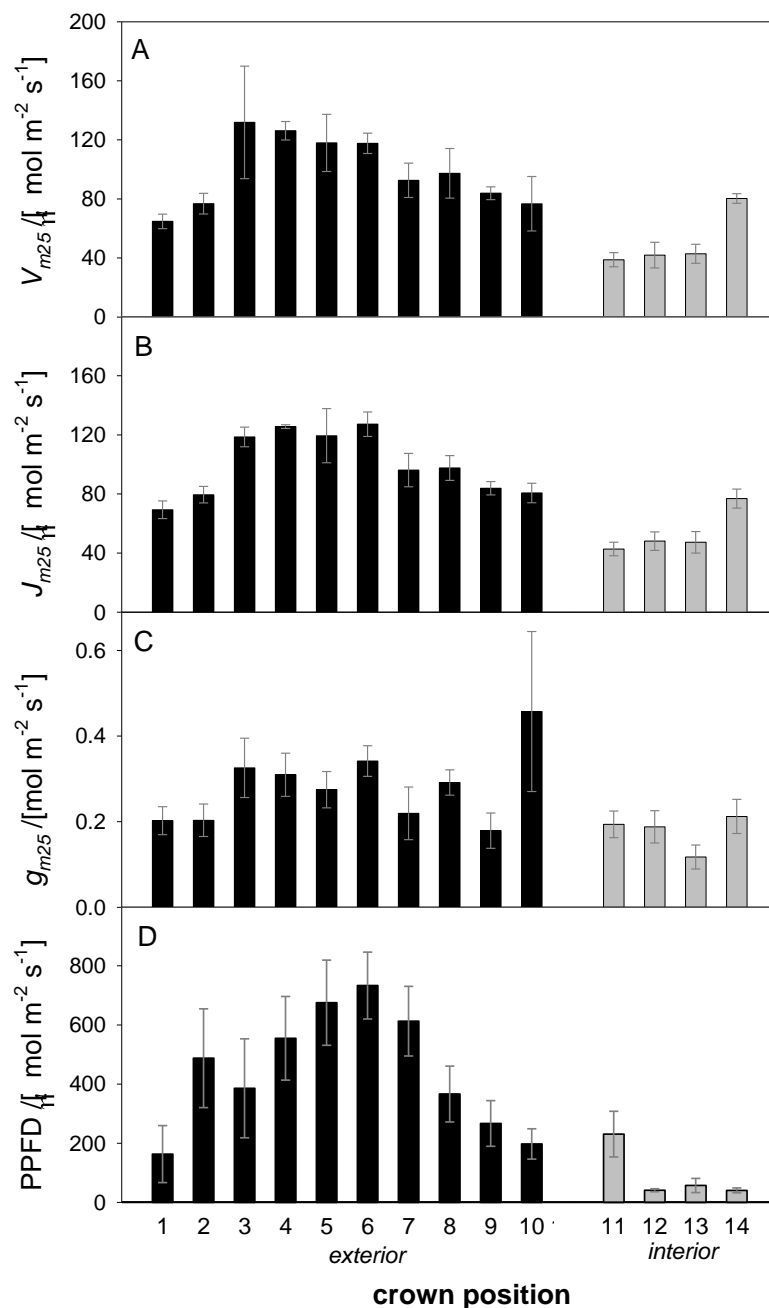 A
200
160
120
80
40
0
V_m25 /[ mol m-2 s-1]
B
160
120
80
40
0
J_m25 /[ mol m-2 s-1]
C
0.6
0.4
0.2
0.0
g_m25 /[mol m-2 s-1]
D
800
600
400
200
0
PPFD /[ mol m-2 s-1]
1 2 3 4 5 6 7 8 9 10 11 12 13 14
exterior interior
crown position